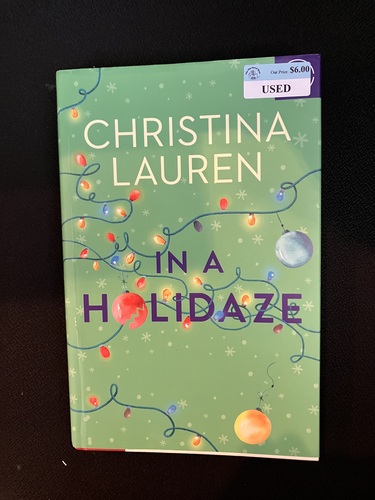 Our Price: $6.00
USED
CHRISTINA
LAUREN
IN A
HOLIDAZE